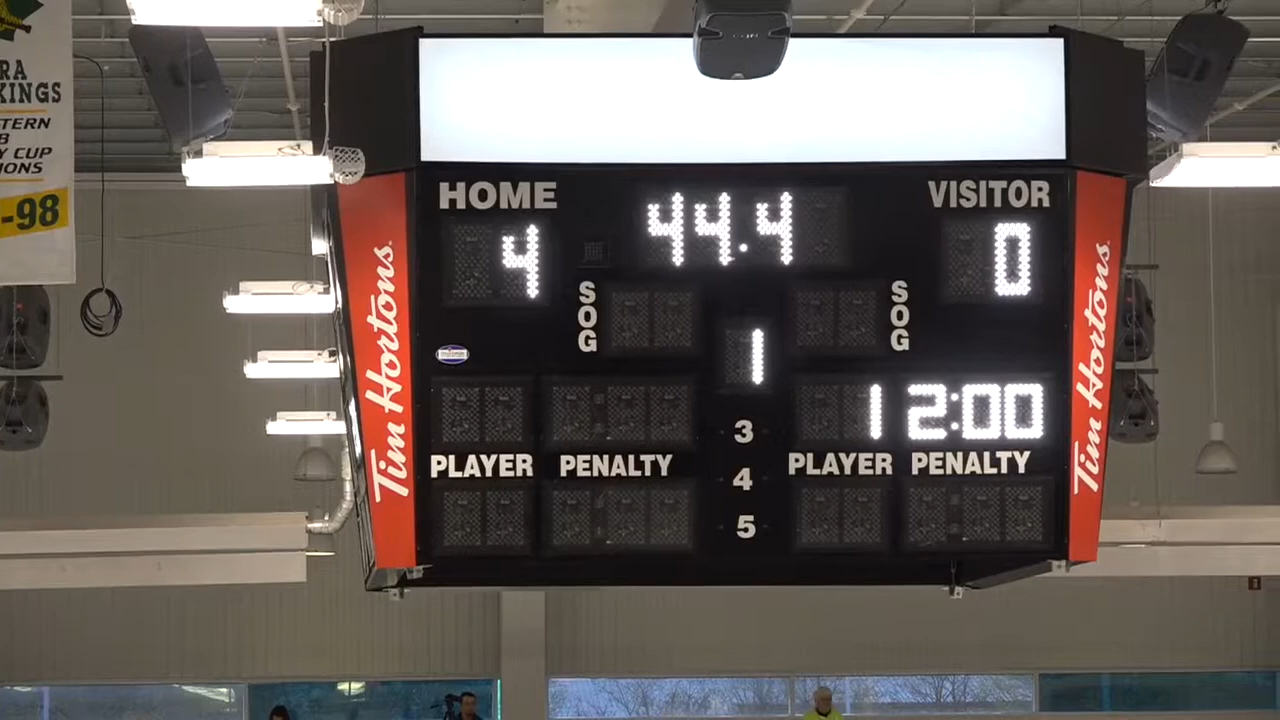 RA
KINGS
TERN
B
Y CUP
IONS
-98
HOME
44.4
VISITOR
4
0
SOG
SOG
1
Tim Hortons
Tim Hortons
1 2:00
3
PLAYER PENALTY
PLAYER PENALTY
4
5